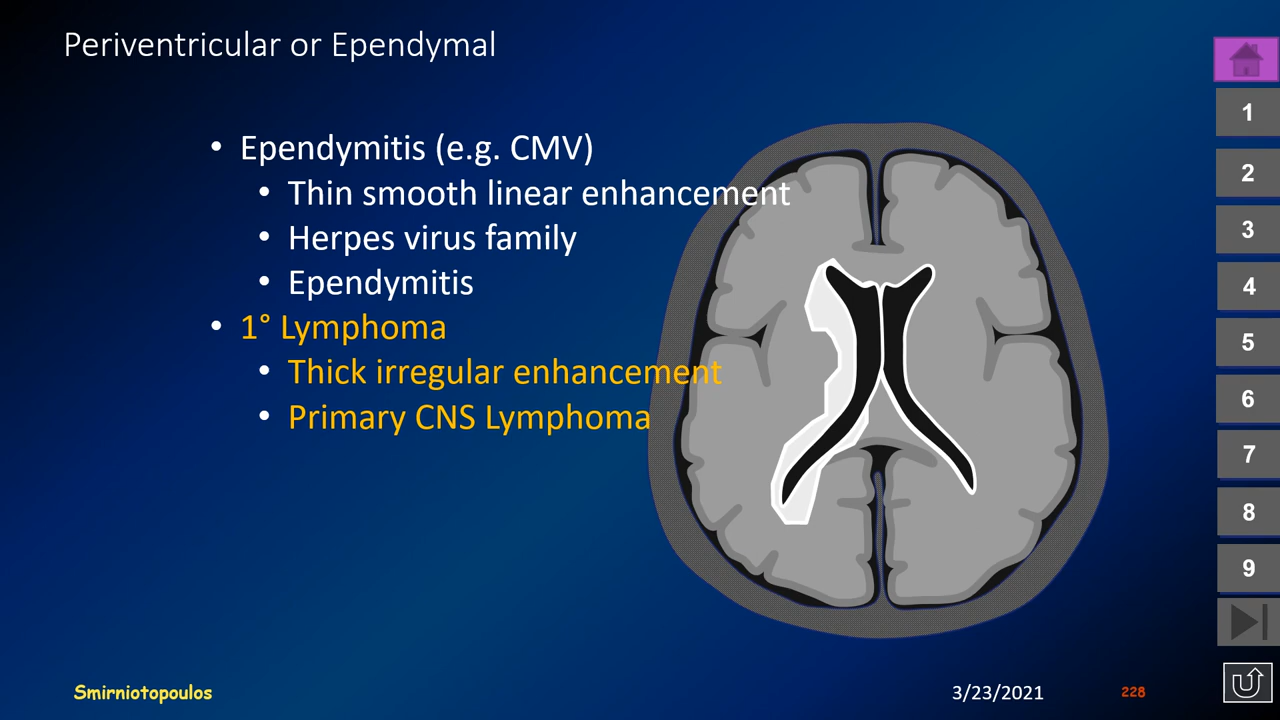 Periventricular or Ependymal
• Ependymitis (e.g. CMV)
• Thin smooth linear enhancement
• Herpes virus family
• Ependymitis
• 1° Lymphoma
• Thick irregular enhancement
• Primary CNS Lymphoma
1
2
3
4
5
6
7
8
9
Smirniotopoulos
3/23/2021
228